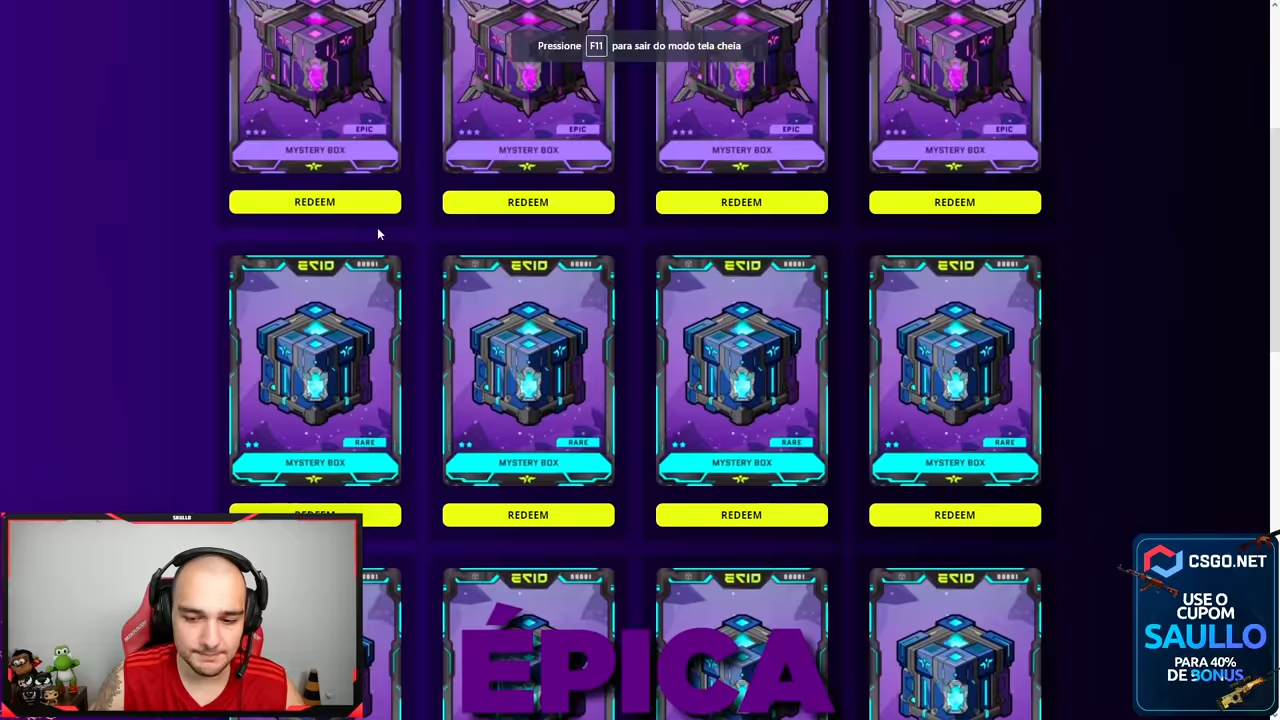 Pressione F11 para sair do modo tela cheia
EPIC EPIC EPIC EPIC
MYSTERY BOX MYSTERY BOX MYSTERY BOX MYSTERY BOX
REDEEM REDEEM REDEEM REDEEM
RARE RARE RARE RARE
MYSTERY BOX MYSTERY BOX MYSTERY BOX MYSTERY BOX
REDEEM REDEEM REDEEM REDEEM
SAULLO
ÉPICA
CSGO.NET
USE O
CUPOM
SAULLO
PARA 40%
DE BONUS